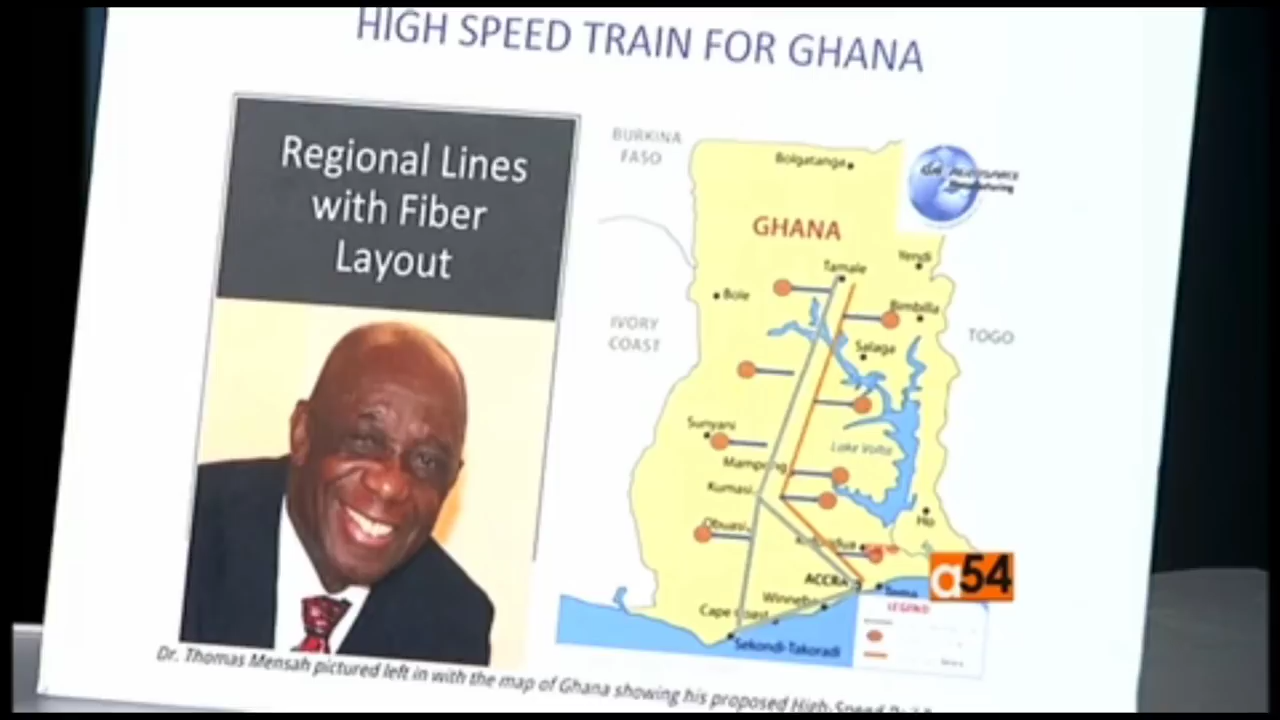 HIGH SPEED TRAIN FOR GHANA
Regional Lines
with Fiber
Layout
BURKINA
FASO
Bolgatanga
GHANA
Yendi
Tamale
Bole
Bimbilla
IVORY
COAST
TOGO
Salaga
Sunyani
Lake Volta
Mampong
Kumasi
Obuasi
Ho
ACCRA
Tema
a54
Winneba
LEGEND
Cape Coast
Sekondi-Takoradi
Dr. Thomas Mensah pictured left in with the map of Ghana showing his proposed High-Speed